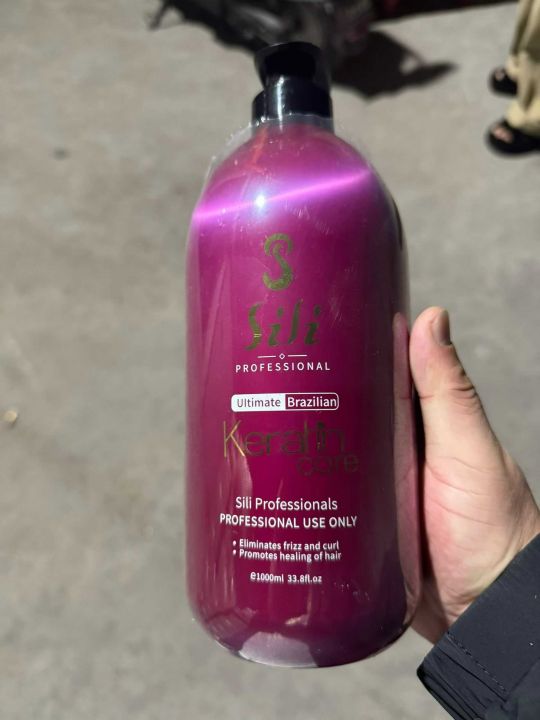 S
Sili
PROFESSIONAL
Ultimate Brazilian
Keratin
care
Sili Professionals
PROFESSIONAL USE ONLY
• Eliminates frizz and curl
• Promotes healing of hair
℮1000ml 33.8fl.oz